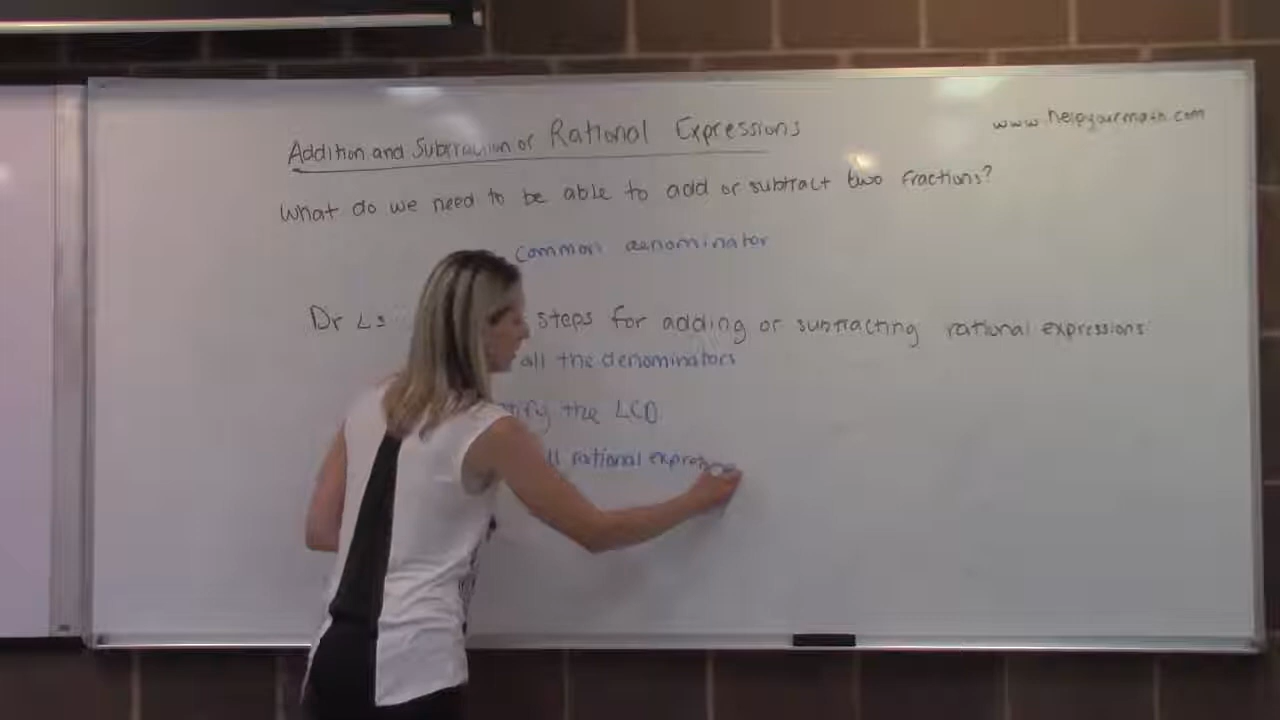 www.helpyourmath.com
Addition and Subtraction of Rational Expressions
What do we need to be able to add or subtract two fractions?
common denominator
Dr steps for adding or subtracting rational expressions:
all the denominators
the LCD
rational